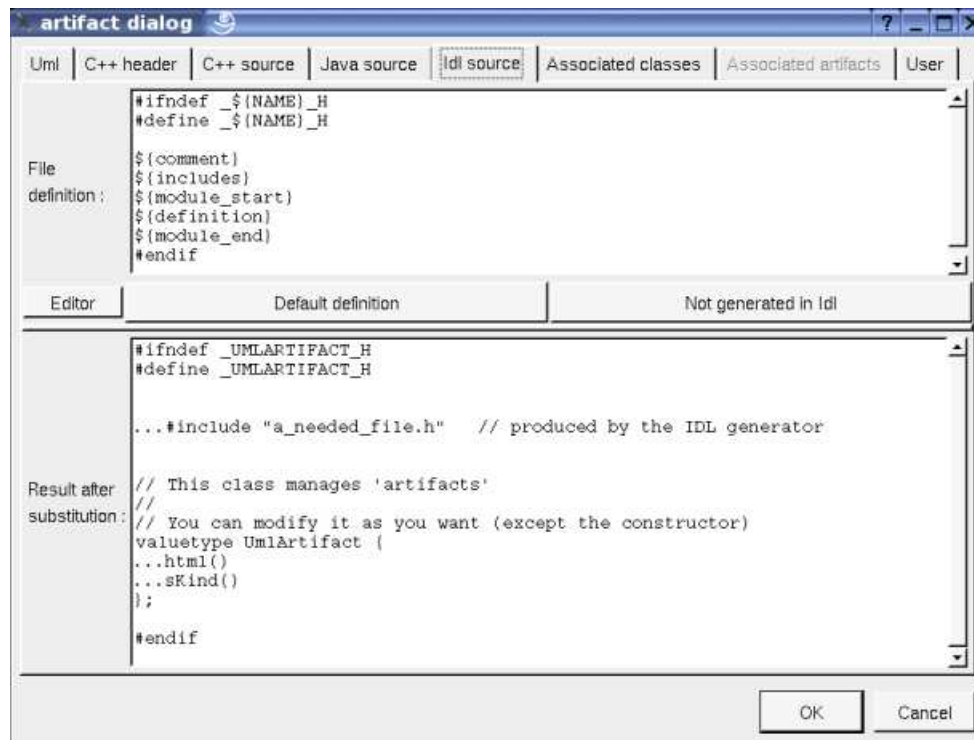 artifact dialog
Uml C++ header C++ source Java source Idl source Associated classes Associated artifacts User
File
definition :
#ifndef _${NAME}_H
#define _${NAME}_H
${comment}
${includes}
${module_start}
${definition}
${module_end}
#endif
Editor Default definition Not generated in Idl
Result after
substitution :
#ifndef _UMLARTIFACT_H
#define _UMLARTIFACT_H
...#include "a_needed_file.h" // produced by the IDL generator
// This class manages 'artifacts'
//
// You can modify it as you want (except the constructor)
valuetype UmlArtifact {
...html()
...sKind()
};
#endif
OK Cancel